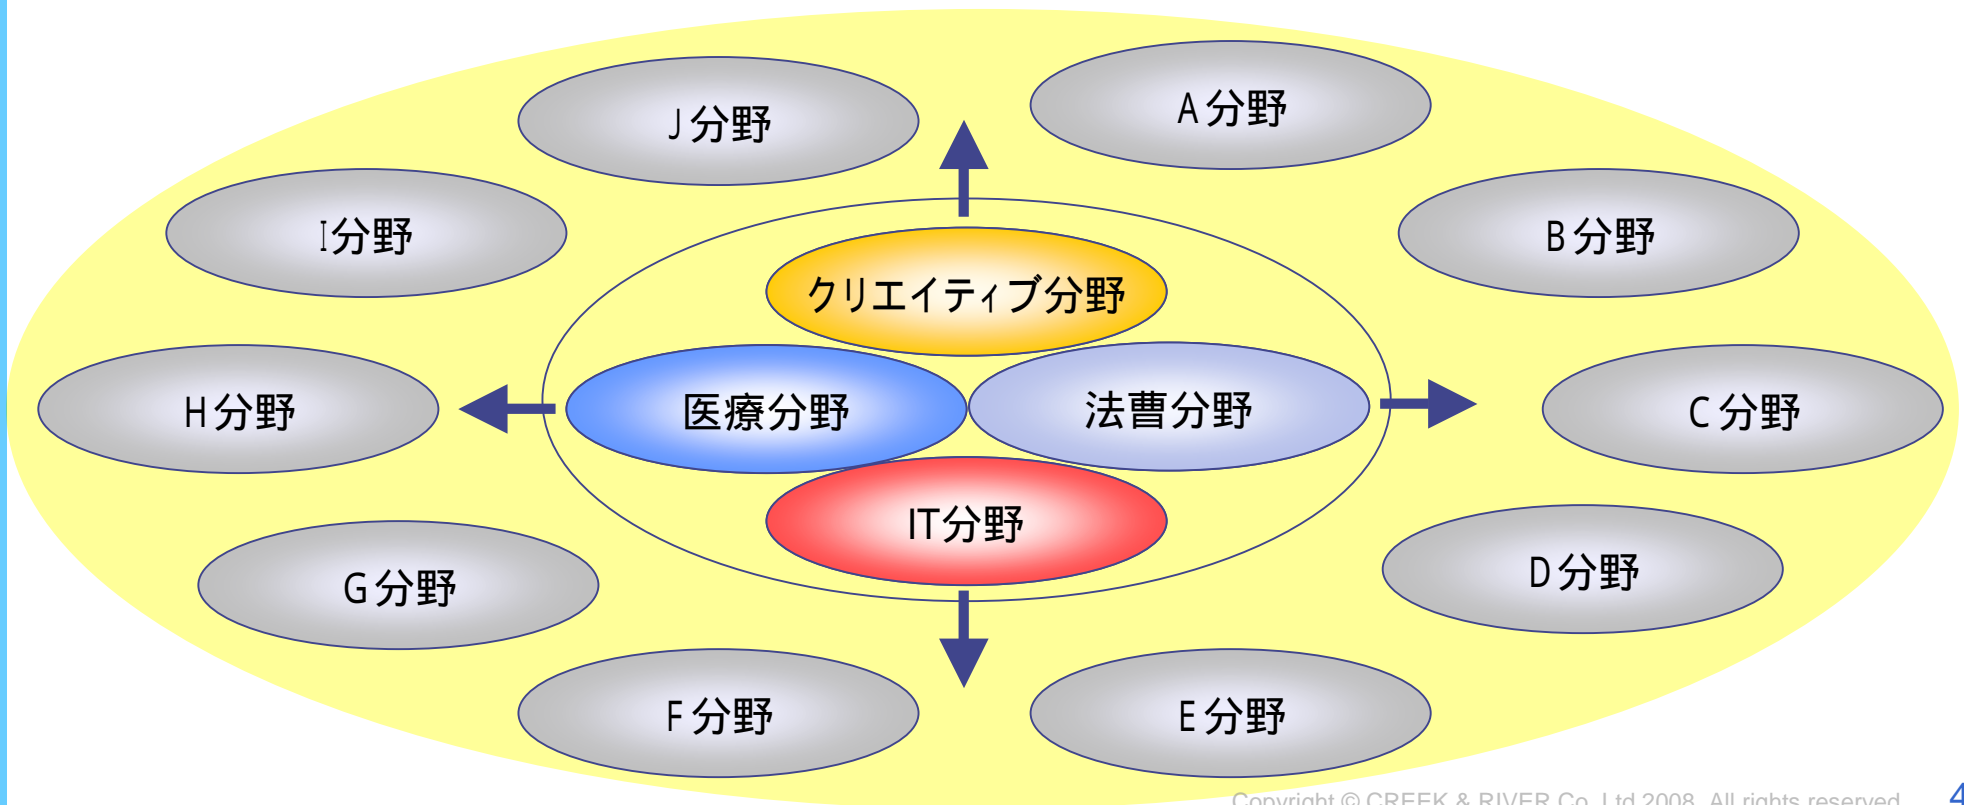 J分野
A分野
I分野
B分野
クリエイティブ分野
H分野
医療分野
法曹分野
C分野
IT分野
G分野
D分野
F分野
E分野
Copyright © CREEK & RIVER Co.,Ltd.2008. All rights reserved
4